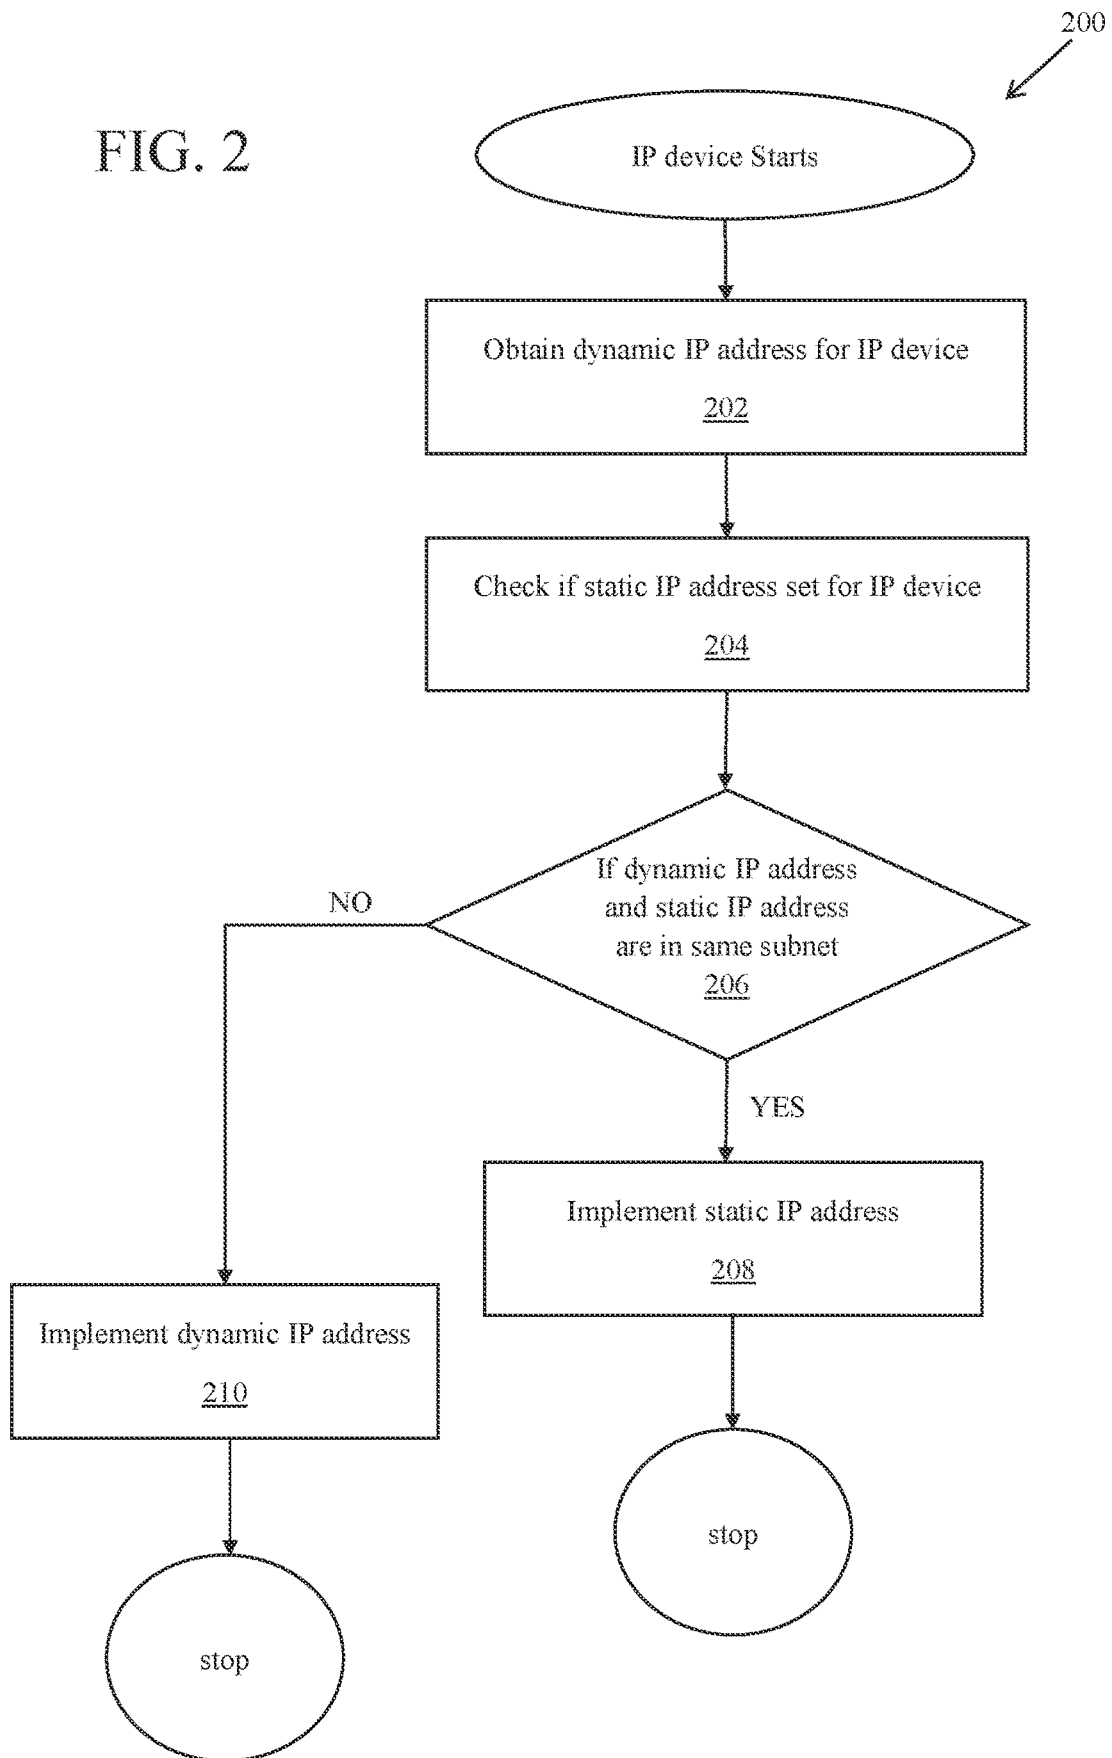 200
FIG. 2
IP device Starts
Obtain dynamic IP address for IP device
202
Check if static IP address set for IP device
204
If dynamic IP address
and static IP address
are in same subnet
206
NO
YES
Implement static IP address
208
Implement dynamic IP address
210
stop
stop